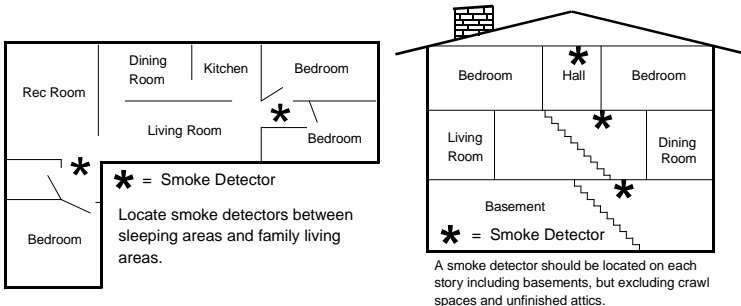 Rec Room
Dining
Room
Kitchen
Bedroom
Living Room
Bedroom
= Smoke Detector
Locate smoke detectors between
sleeping areas and family living
areas.
Bedroom
Bedroom
Hall
Bedroom
Living
Room
Dining
Room
Basement
= Smoke Detector
A smoke detector should be located on each
story including basements, but excluding crawl
spaces and unfinished attics.